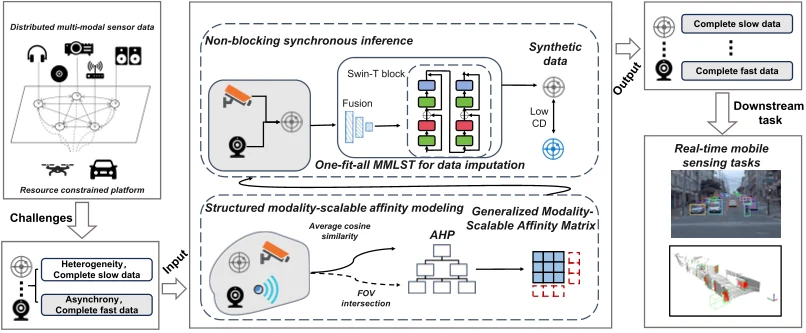 Distributed multi-modal sensor data
Resource constrained platform
Challenges
Heterogeneity,
Complete slow data
Asynchrony,
Complete fast data
Input
Non-blocking synchronous inference
Swin-T block
Fusion
Synthetic
data
Low
CD
One-fit-all MMLST for data imputation
Structured modality-scalable affinity modeling
Average cosine
similarity
FOV
intersection
AHP
Generalized Modality-
Scalable Affinity Matrix
Output
Complete slow data
Complete fast data
Downstream
task
Real-time mobile
sensing tasks